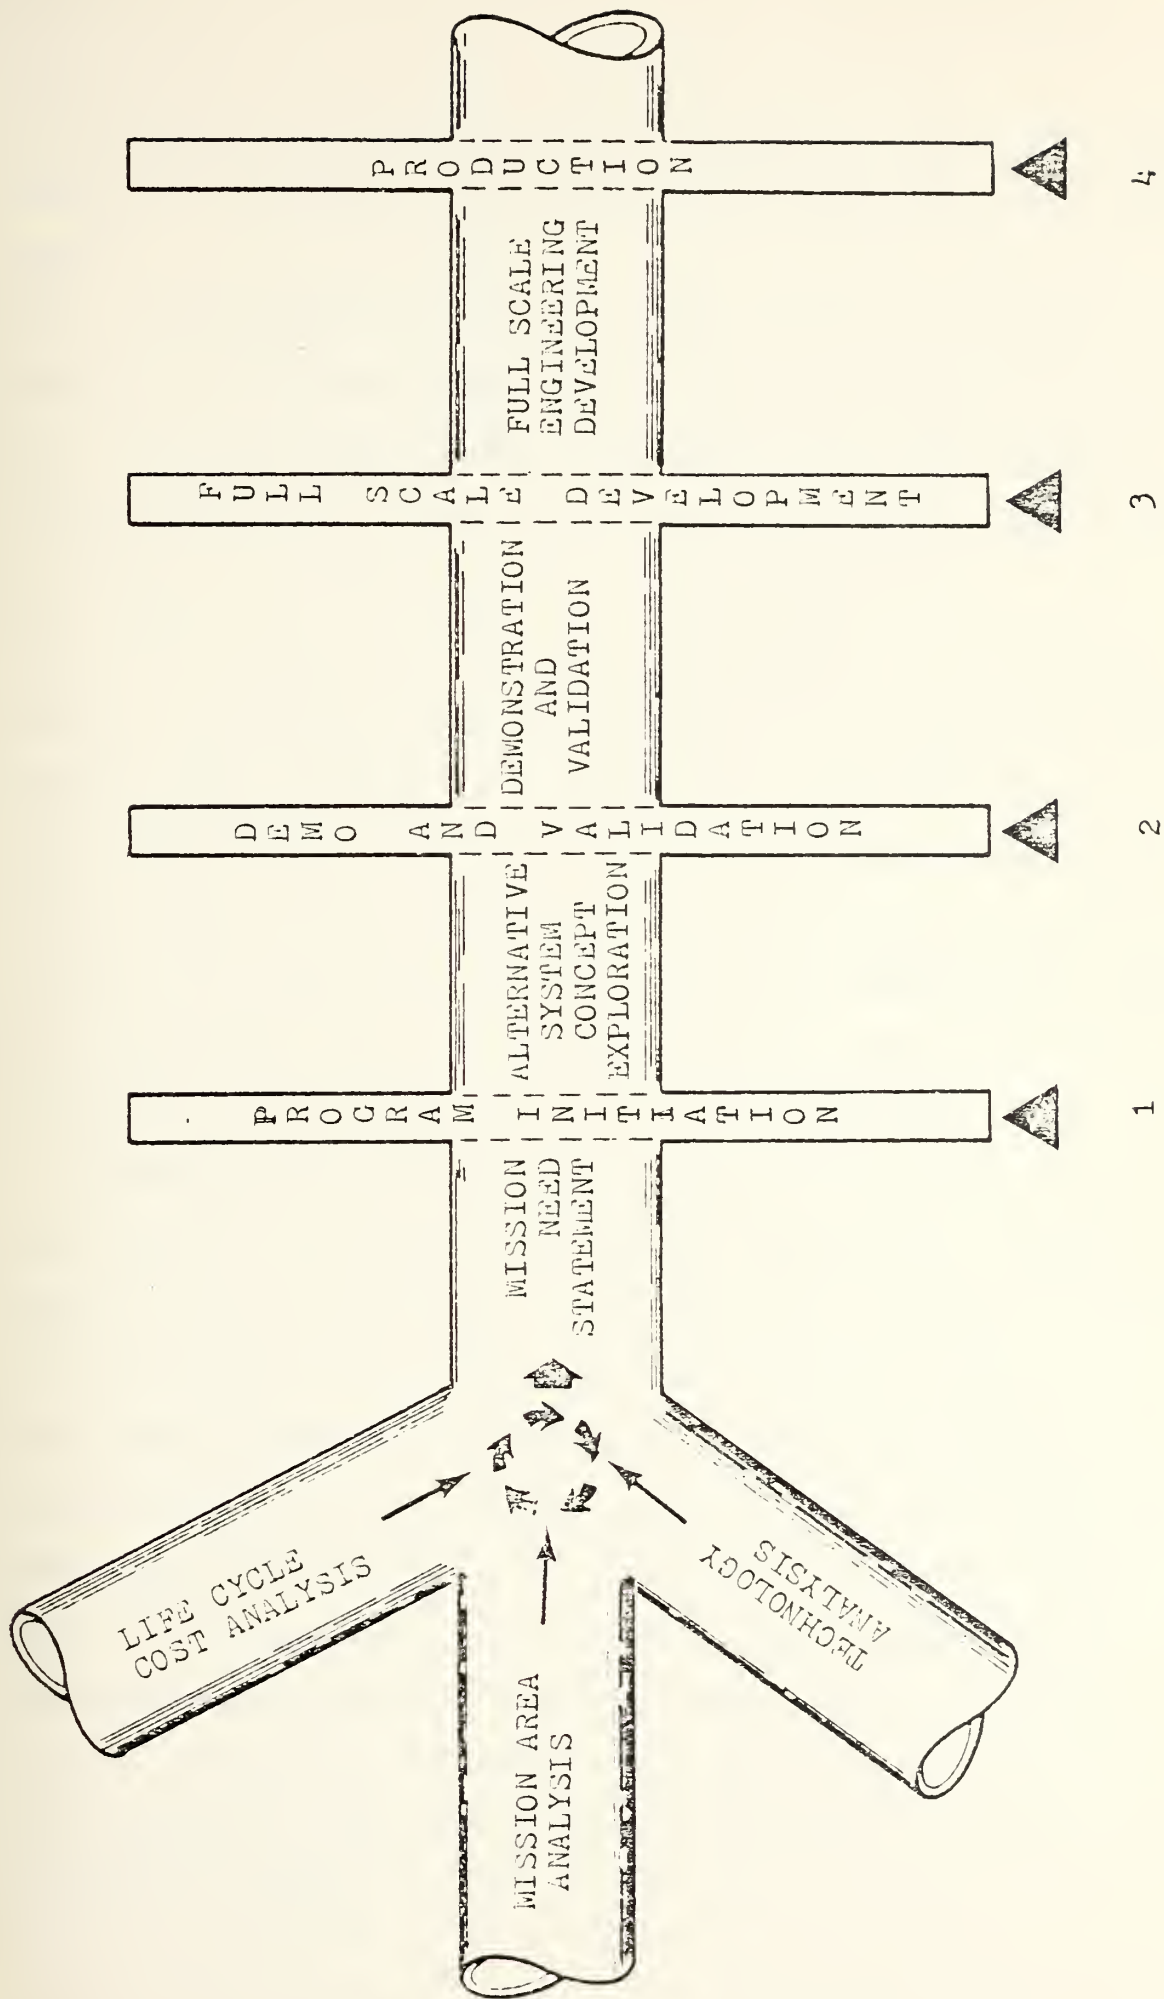 LIFE CYCLE
COST ANALYSIS
MISSION AREA
ANALYSIS
TECHNOLOGY
ANALYSIS
MISSION
NEED
STATEMENT
PROGRAM INITIATION
ALTERNATIVE
SYSTEM
CONCEPT
EXPLORATION
DEMO AND VALIDATION
DEMONSTRATION
AND
VALIDATION
FULL SCALE DEVELOPMENT
FULL SCALE
ENGINEERING
DEVELOPMENT
PRODUCTION
1
2
3
4